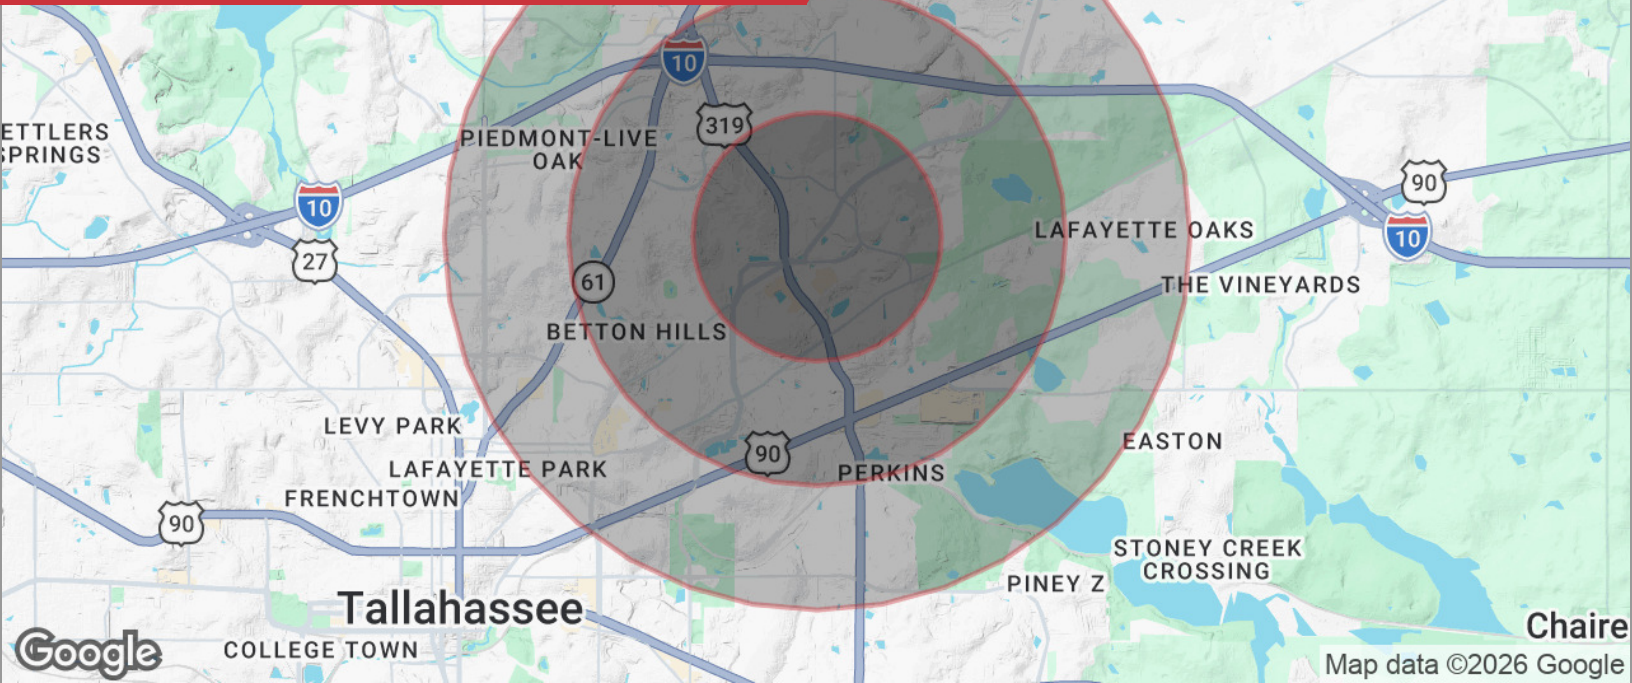 10
319
ETTLERS
SPRINGS
PIEDMONT-LIVE
OAK
90
10
LAFAYETTE OAKS
10
27
61
THE VINEYARDS
BETTON HILLS
LEVY PARK
EASTON
90
LAFAYETTE PARK
PERKINS
FRENCHTOWN
90
STONEY CREEK
CROSSING
PINEY Z
Tallahassee
Chaire
COLLEGE TOWN
Google
Map data ©2026 Google